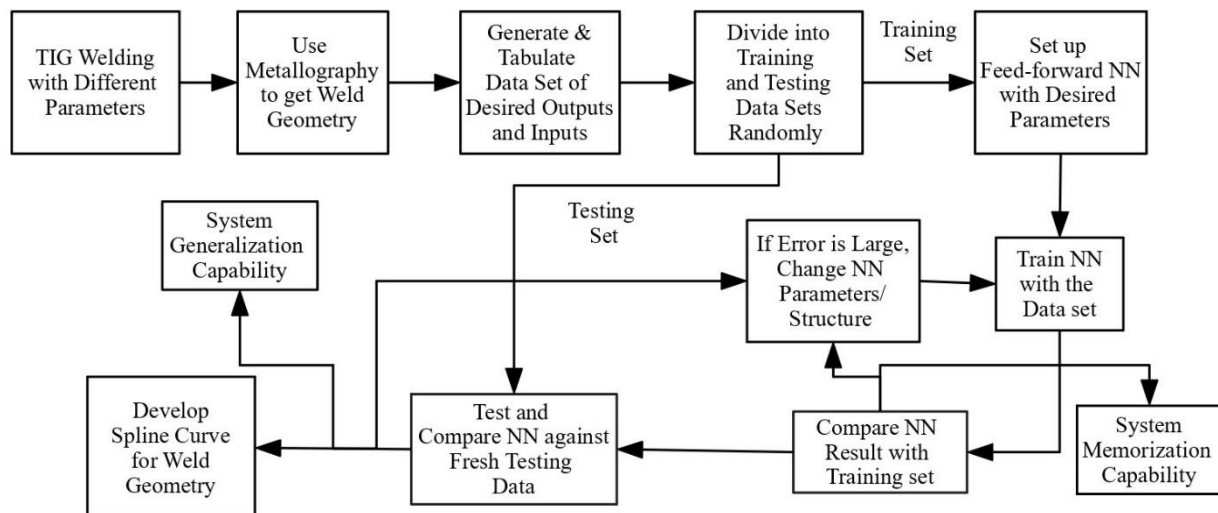 TIG Welding
with Different
Parameters
Use
Metallography
to get Weld
Geometry
Generate &
Tabulate
Data Set of
Desired Outputs
and Inputs
Divide into
Training
and Testing
Data Sets
Randomly
Training
Set
Set up
Feed-forward NN
with Desired
Parameters
System
Generalization
Capability
Testing
Set
If Error is Large,
Change NN
Parameters/
Structure
Train NN
with the
Data set
Develop
Spline Curve
for Weld
Geometry
Test and
Compare NN against
Fresh Testing
Data
Compare NN
Result with
Training set
System
Memorization
Capability